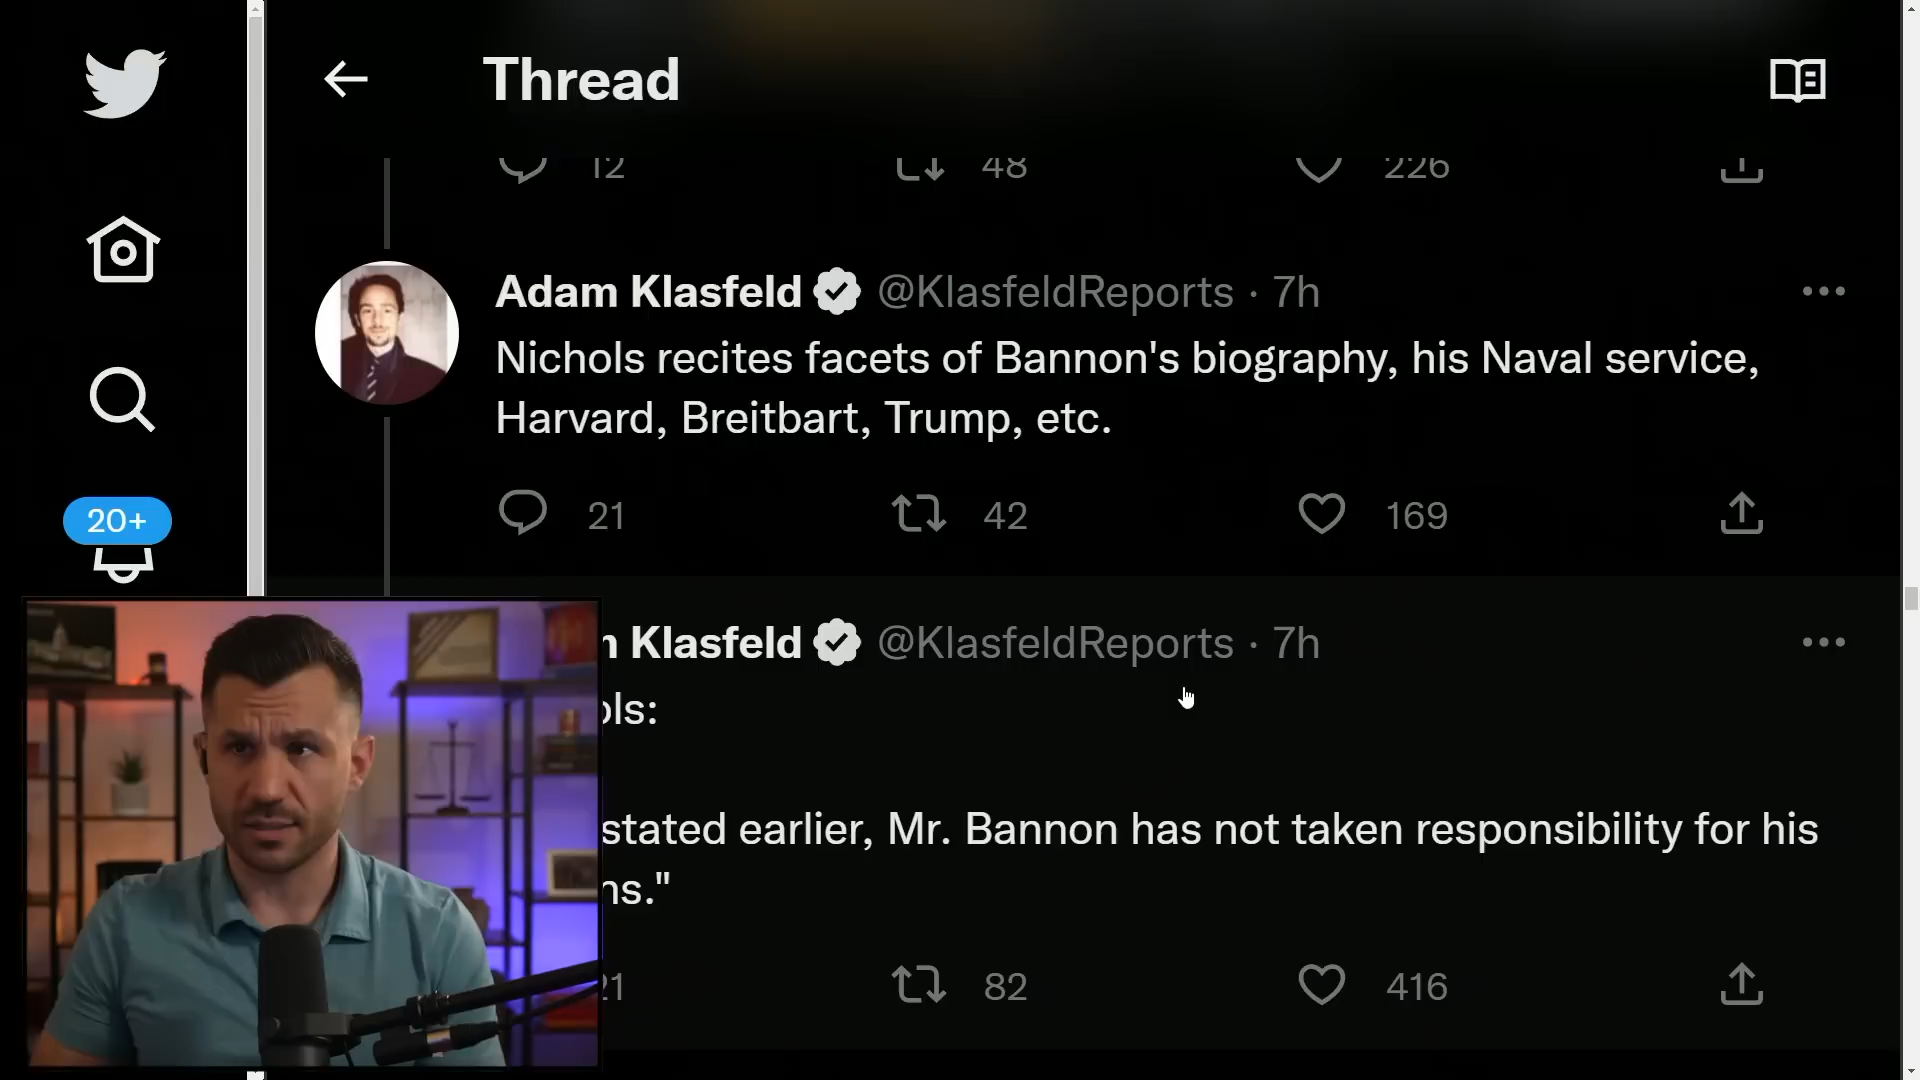 Thread
12 48 226
Adam Klasfeld @KlasfeldReports · 7h
Nichols recites facets of Bannon's biography, his Naval service,
Harvard, Breitbart, Trump, etc.
21 42 169
20+
Klasfeld @KlasfeldReports · 7h
ols:
stated earlier, Mr. Bannon has not taken responsibility for his
ns."
21 82 416